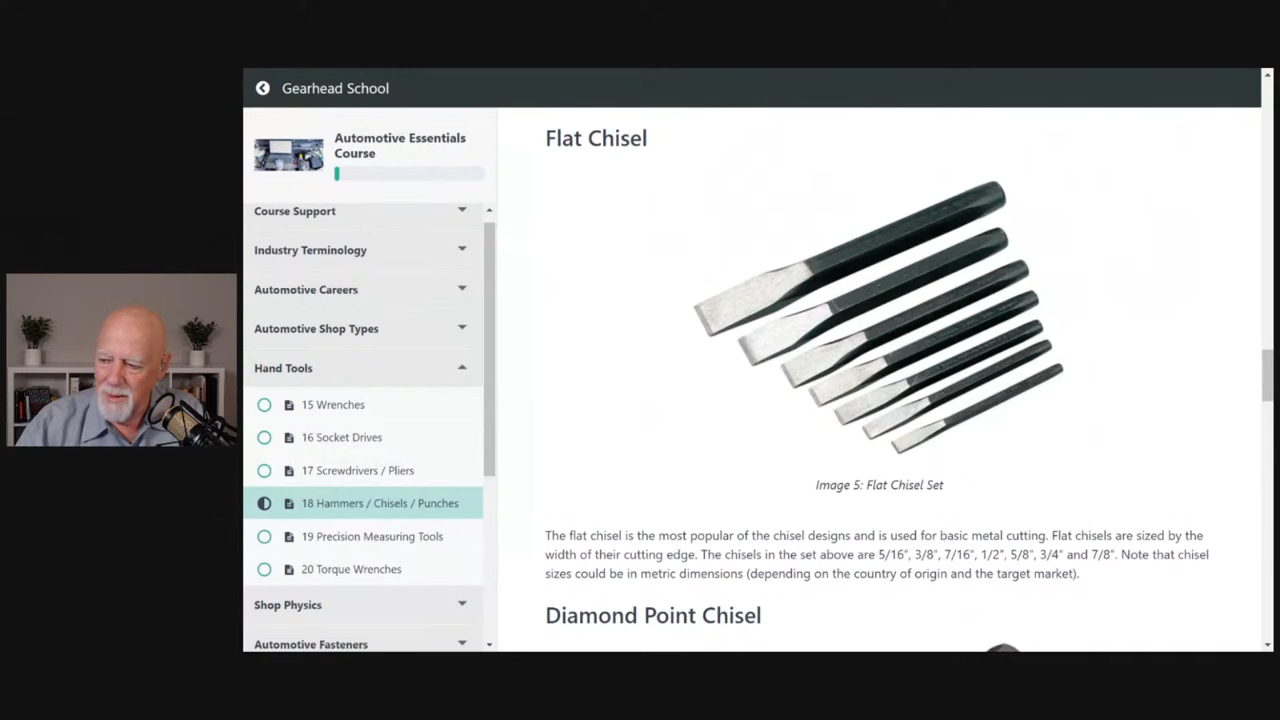 Gearhead School
Automotive Essentials
Course
Course Support
Industry Terminology
Automotive Careers
Automotive Shop Types
Hand Tools
15 Wrenches
16 Socket Drives
17 Screwdrivers / Pliers
18 Hammers / Chisels / Punches
19 Precision Measuring Tools
20 Torque Wrenches
Shop Physics
Automotive Fasteners
Flat Chisel
Image 5: Flat Chisel Set
The flat chisel is the most popular of the chisel designs and is used for basic metal cutting. Flat chisels are sized by the
width of their cutting edge. The chisels in the set above are 5/16", 3/8", 7/16", 1/2", 5/8", 3/4" and 7/8". Note that chisel
sizes could be in metric dimensions (depending on the country of origin and the target market).
Diamond Point Chisel